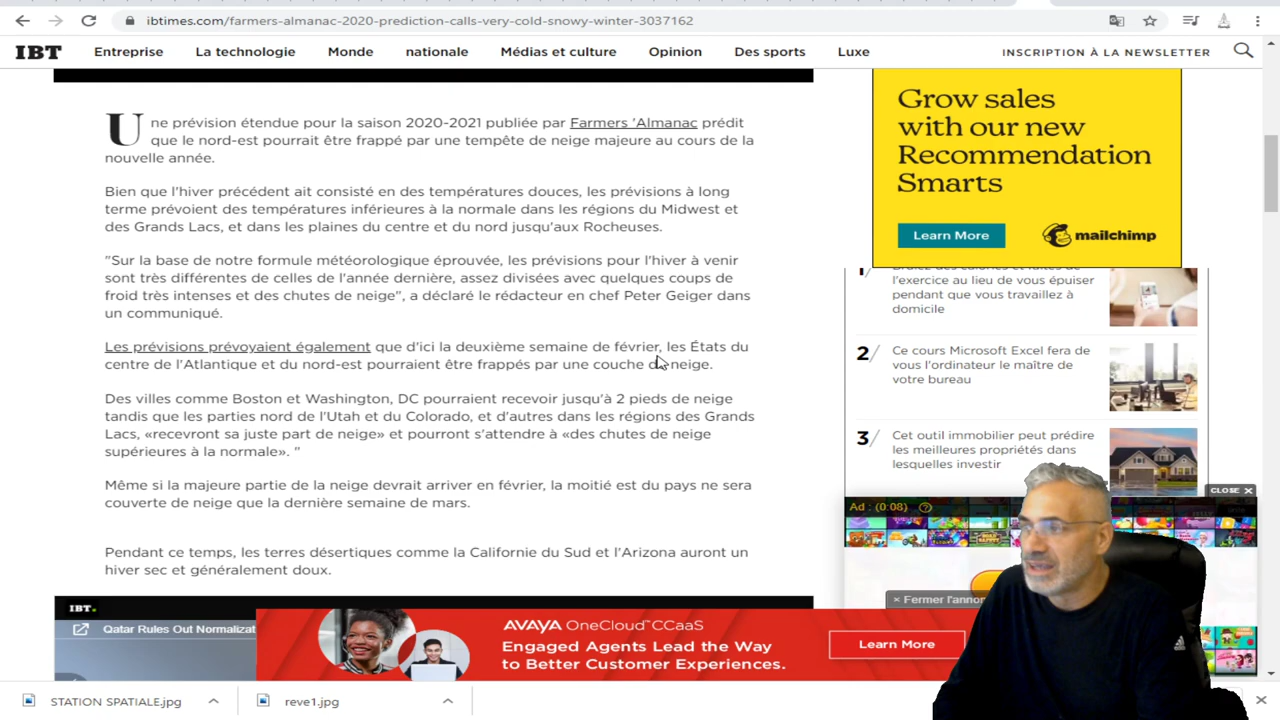 ibtimes.com/farmers-almanac-2020-prediction-calls-very-cold-snowy-winter-3037162
IBT
Entreprise
La technologie
Monde
nationale
Médias et culture
Opinion
Des sports
Luxe
INSCRIPTION À LA NEWSLETTER
Une prévision étendue pour la saison 2020-2021 publiée par Farmers 'Almanac prédit
que le nord-est pourrait être frappé par une tempête de neige majeure au cours de la
nouvelle année.
Bien que l'hiver précédent ait consisté en des températures douces, les prévisions à long
terme prévoient des températures inférieures à la normale dans les régions du Midwest et
des Grands Lacs, et dans les plaines du centre et du nord jusqu'aux Rocheuses.
"Sur la base de notre formule météorologique éprouvée, les prévisions pour l'hiver à venir
sont très différentes de celles de l'année dernière, assez divisées avec quelques coups de
froid très intenses et des chutes de neige", a déclaré le rédacteur en chef Peter Geiger dans
un communiqué.
Les prévisions prévoyaient également que d'ici la deuxième semaine de février, les États du
centre de l'Atlantique et du nord-est pourraient être frappés par une couche de neige.
Des villes comme Boston et Washington, DC pourraient recevoir jusqu'à 2 pieds de neige
tandis que les parties nord de l'Utah et du Colorado, et d'autres dans les régions des Grands
Lacs, «recevront sa juste part de neige» et pourront s'attendre à «des chutes de neige
supérieures à la normale». "
Même si la majeure partie de la neige devrait arriver en février, la moitié est du pays ne sera
couverte de neige que la dernière semaine de mars.
Pendant ce temps, les terres désertiques comme la Californie du Sud et l'Arizona auront un
hiver sec et généralement doux.
IBT.
Qatar Rules Out Normalizat
Grow sales
with our new
Recommendation
Smarts
Learn More
mailchimp
1/
Brûlez des calories et faites de
l'exercice au lieu de vous épuiser
pendant que vous travaillez à
domicile
2/
Ce cours Microsoft Excel fera de
vous l'ordinateur le maître de
votre bureau
3/
Cet outil immobilier peut prédire
les meilleures propriétés dans
lesquelles investir
CLOSE ×
Ad : (0:08) ?
× Fermer l'annon
AVAYA OneCloud™ CCaaS
Engaged Agents Lead the Way
to Better Customer Experiences.
Learn More
STATION SPATIALE.jpg
reve1.jpg